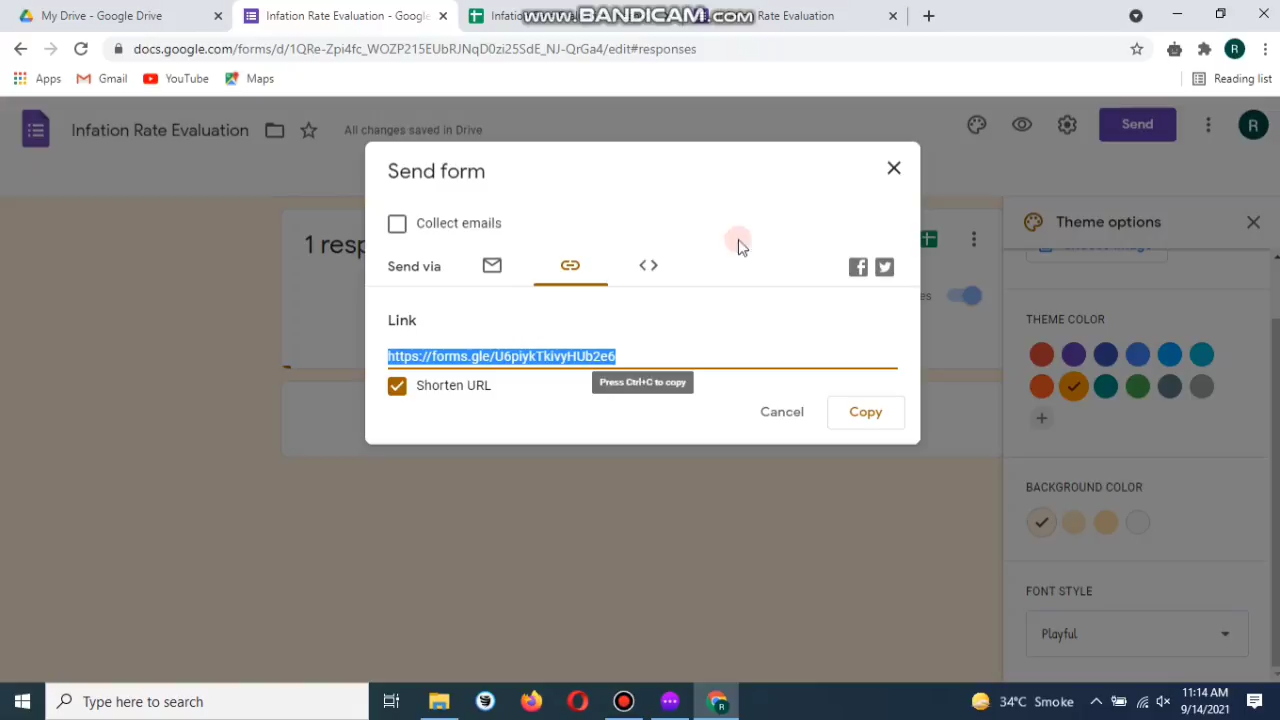 My Drive - Google Drive
Infation Rate Evaluation - Google
Infation
www.BANDICAM.com
Rate Evaluation
docs.google.com/forms/d/1QRe-Zpi4fc_WOZP215EUbRJNqD0zi25SdE_NJ-QrGa4/edit#responses
R
Apps
Gmail
YouTube
Maps
Reading list
Infation Rate Evaluation
All changes saved in Drive
Send
R
Send form
Collect emails
1 resp
Theme options
Send via
Link
THEME COLOR
https://forms.gle/U6piykTkivyHUb2e6
Press Ctrl+C to copy
Shorten URL
Cancel
Copy
BACKGROUND COLOR
FONT STYLE
Playful
Type here to search
34°C Smoke
11:14 AM
9/14/2021